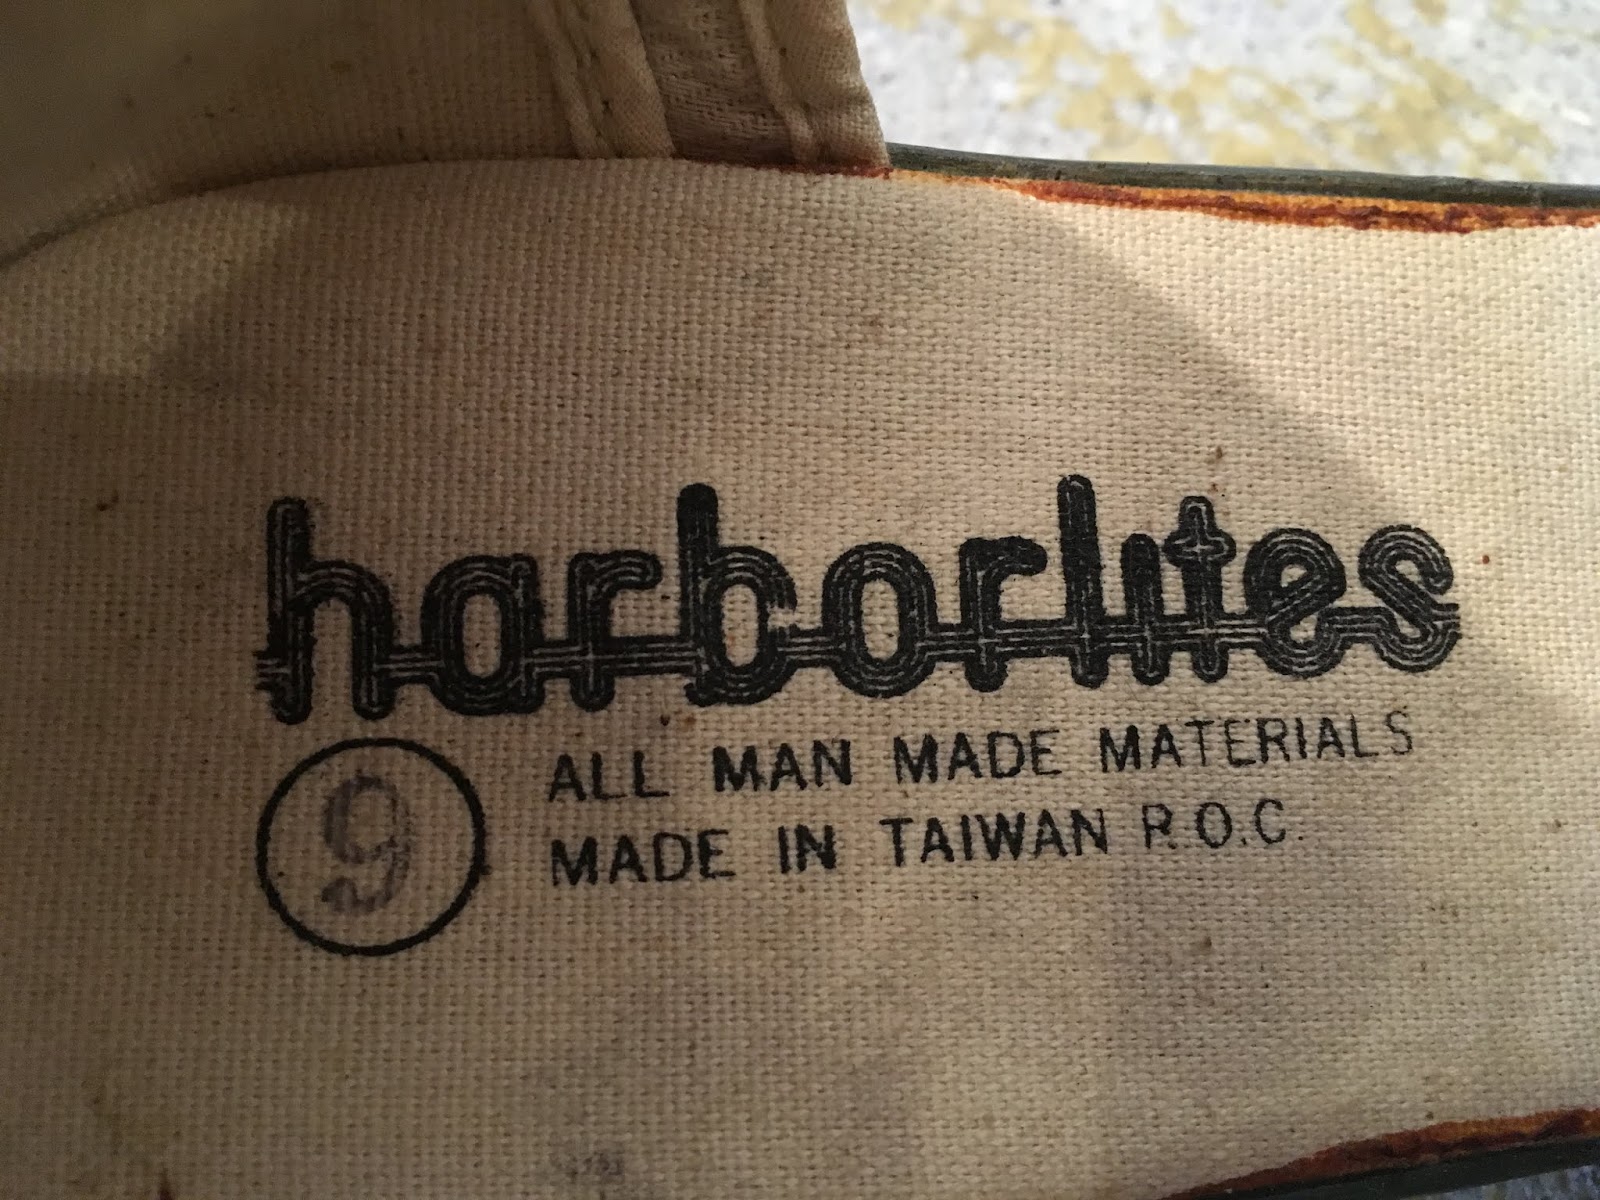 harborlites
9
ALL MAN MADE MATERIALS
MADE IN TAIWAN R.O.C.